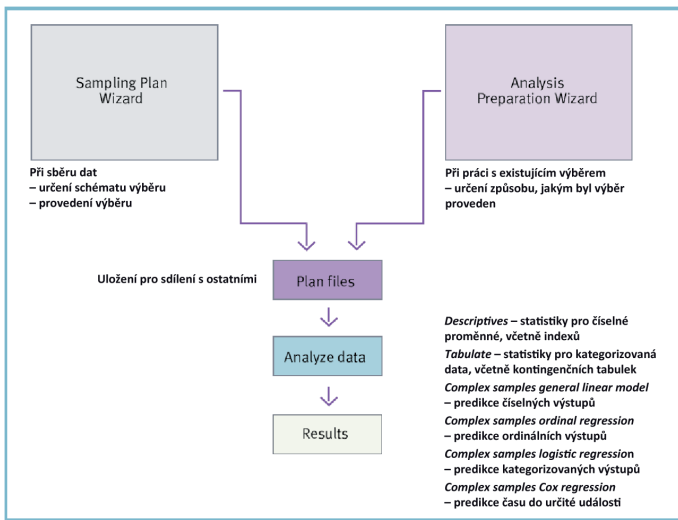 Sampling Plan
Wizard
Analysis
Preparation Wizard
Při sběru dat
– určení schématu výběru
– provedení výběru
Při práci s existujícím výběrem
– určení způsobu, jakým byl výběr
proveden
Uložení pro sdílení s ostatními
Plan files
Analyze data
Results
Descriptives – statistiky pro číselné
proměnné, včetně indexů
Tabulate – statistiky pro kategorizovaná
data, včetně kontingenčních tabulek
Complex samples general linear model
– predikce číselných výstupů
Complex samples ordinal regression
– predikce ordinálních výstupů
Complex samples logistic regression
– predikce kategorizovaných výstupů
Complex samples Cox regression
– predikce času do určité události